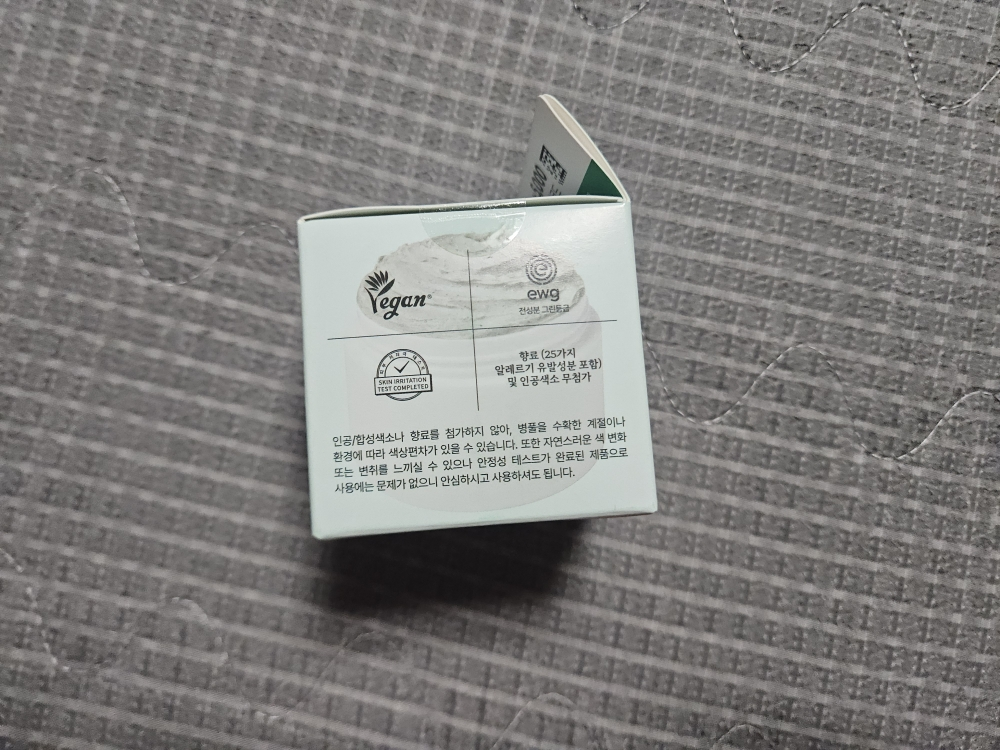 Vegan
ewg
전성분 그린등급
SKIN IRRITATION
TEST COMPLETED
향료 (25가지
알레르기 유발성분 포함)
및 인공색소 무첨가
인공/합성색소나 향료를 첨가하지 않아, 병풀을 수확한 계절이나
환경에 따라 색상편차가 있을 수 있습니다. 또한 자연스러운 색 변화
또는 변취를 느끼실 수 있으나 안정성 테스트가 완료된 제품으로
사용에는 문제가 없으니 안심하시고 사용하셔도 됩니다.